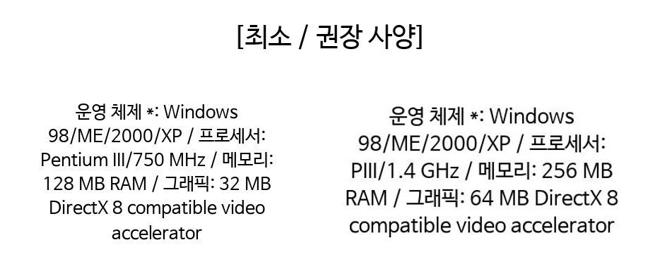 [최소 / 권장 사양]
운영 체제 *: Windows
98/ME/2000/XP / 프로세서:
Pentium III/750 MHz / 메모리:
128 MB RAM / 그래픽: 32 MB
DirectX 8 compatible video
accelerator
운영 체제 *: Windows
98/ME/2000/XP / 프로세서:
PIII/1.4 GHz / 메모리: 256 MB
RAM / 그래픽: 64 MB DirectX 8
compatible video accelerator